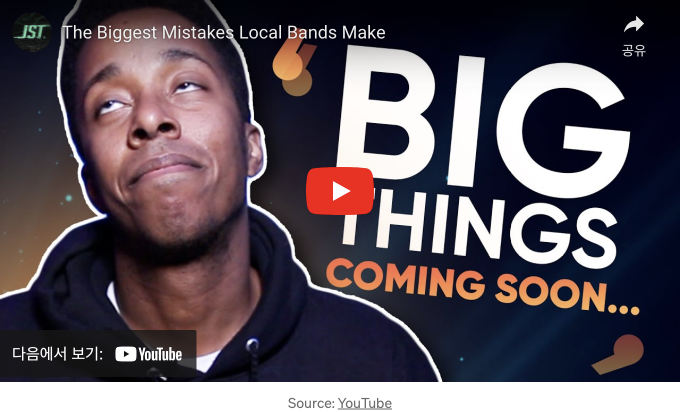 JST.
The Biggest Mistakes Local Bands Make
공유
BIG
THINGS
COMING SOON...
다음에서 보기: YouTube
Source: YouTube